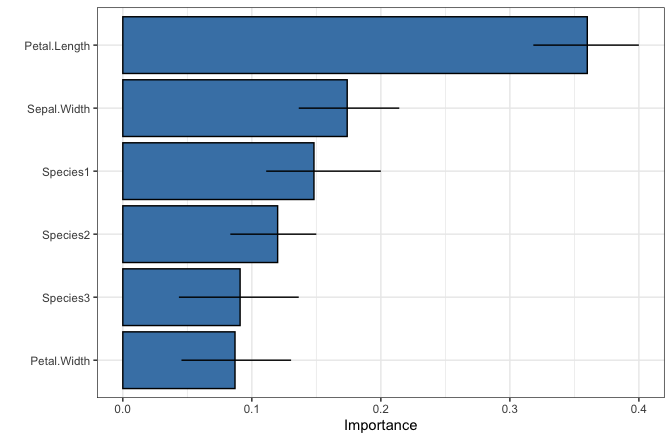 Petal.Length
Sepal.Width
Species1
Species2
Species3
Petal.Width
0.0 0.1 0.2 0.3 0.4
Importance